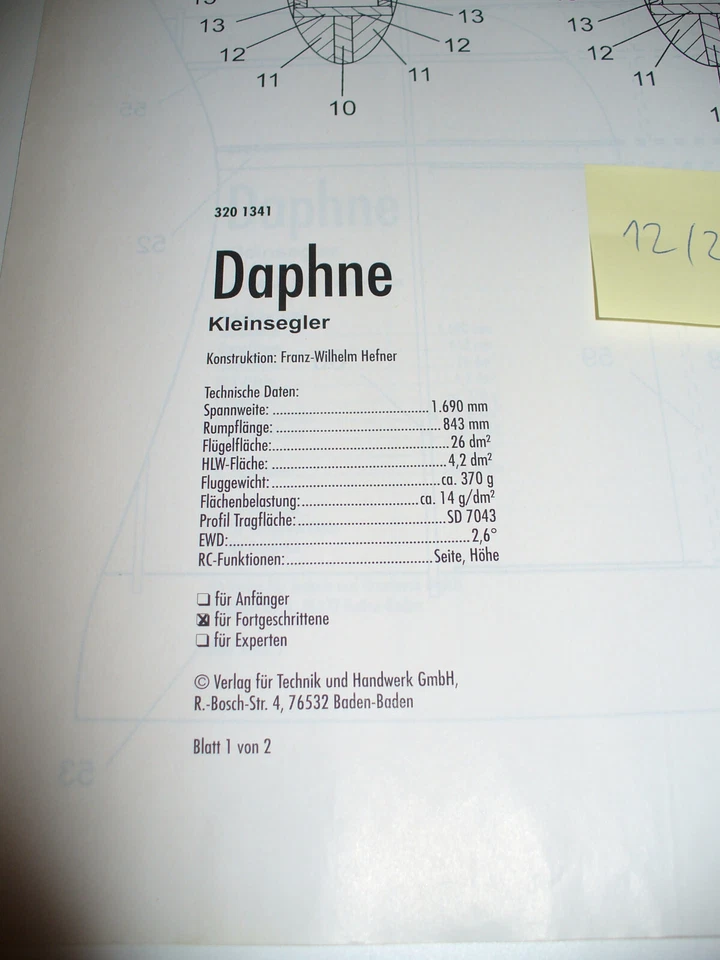 13
13
12
12
11
11
10
13
12
11
320 1341
Daphne
Kleinsegler
Konstruktion: Franz-Wilhelm Hefner
Technische Daten:
Spannweite: 1.690 mm
Rumpflänge: 843 mm
Flügelfläche: 26 dm²
HLW-Fläche: 4,2 dm²
Fluggewicht: ca. 370 g
Flächenbelastung: ca. 14 g/dm²
Profil Tragfläche: SD 7043
EWD: 2,6°
RC-Funktionen: Seite, Höhe
❏ für Anfänger
☒ für Fortgeschrittene
❏ für Experten
© Verlag für Technik und Handwerk GmbH,
R.-Bosch-Str. 4, 76532 Baden-Baden
Blatt 1 von 2
12/2
55
52
59
53